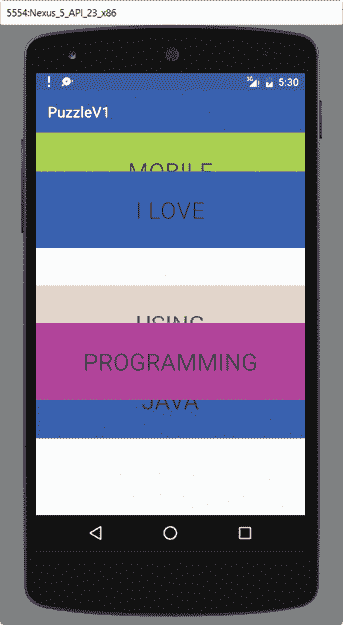 5554:Nexus_5_API_23_x86
5:30
PuzzleV1
MOBILE
I LOVE
USING
PROGRAMMING
JAVA